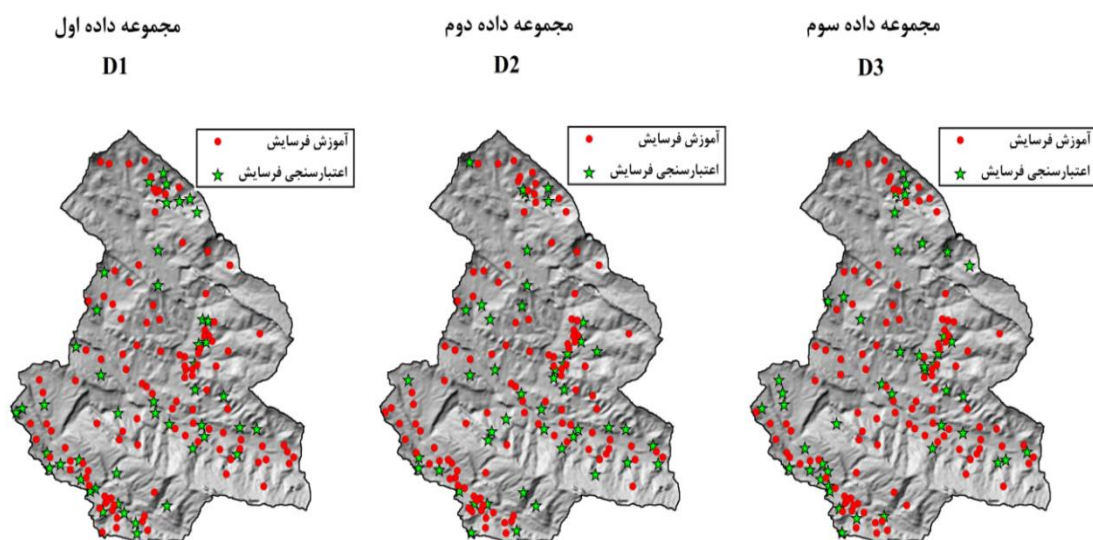 مجموعه داده اول
D1
آموزش فرسایش
اعتبارسنجی فرسایش
مجموعه داده دوم
D2
آموزش فرسایش
اعتبارسنجی فرسایش
مجموعه داده سوم
D3
آموزش فرسایش
اعتبارسنجی فرسایش